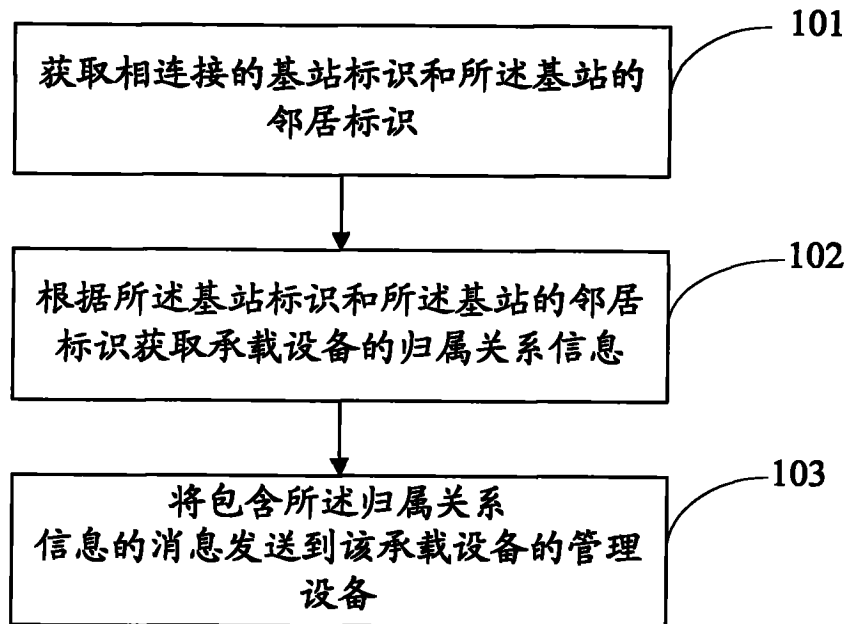 101
获取相连接的基站标识和所述基站的
邻居标识
102
根据所述基站标识和所述基站的邻居
标识获取承载设备的归属关系信息
103
将包含所述归属关系
信息的消息发送到该承载设备的管理
设备